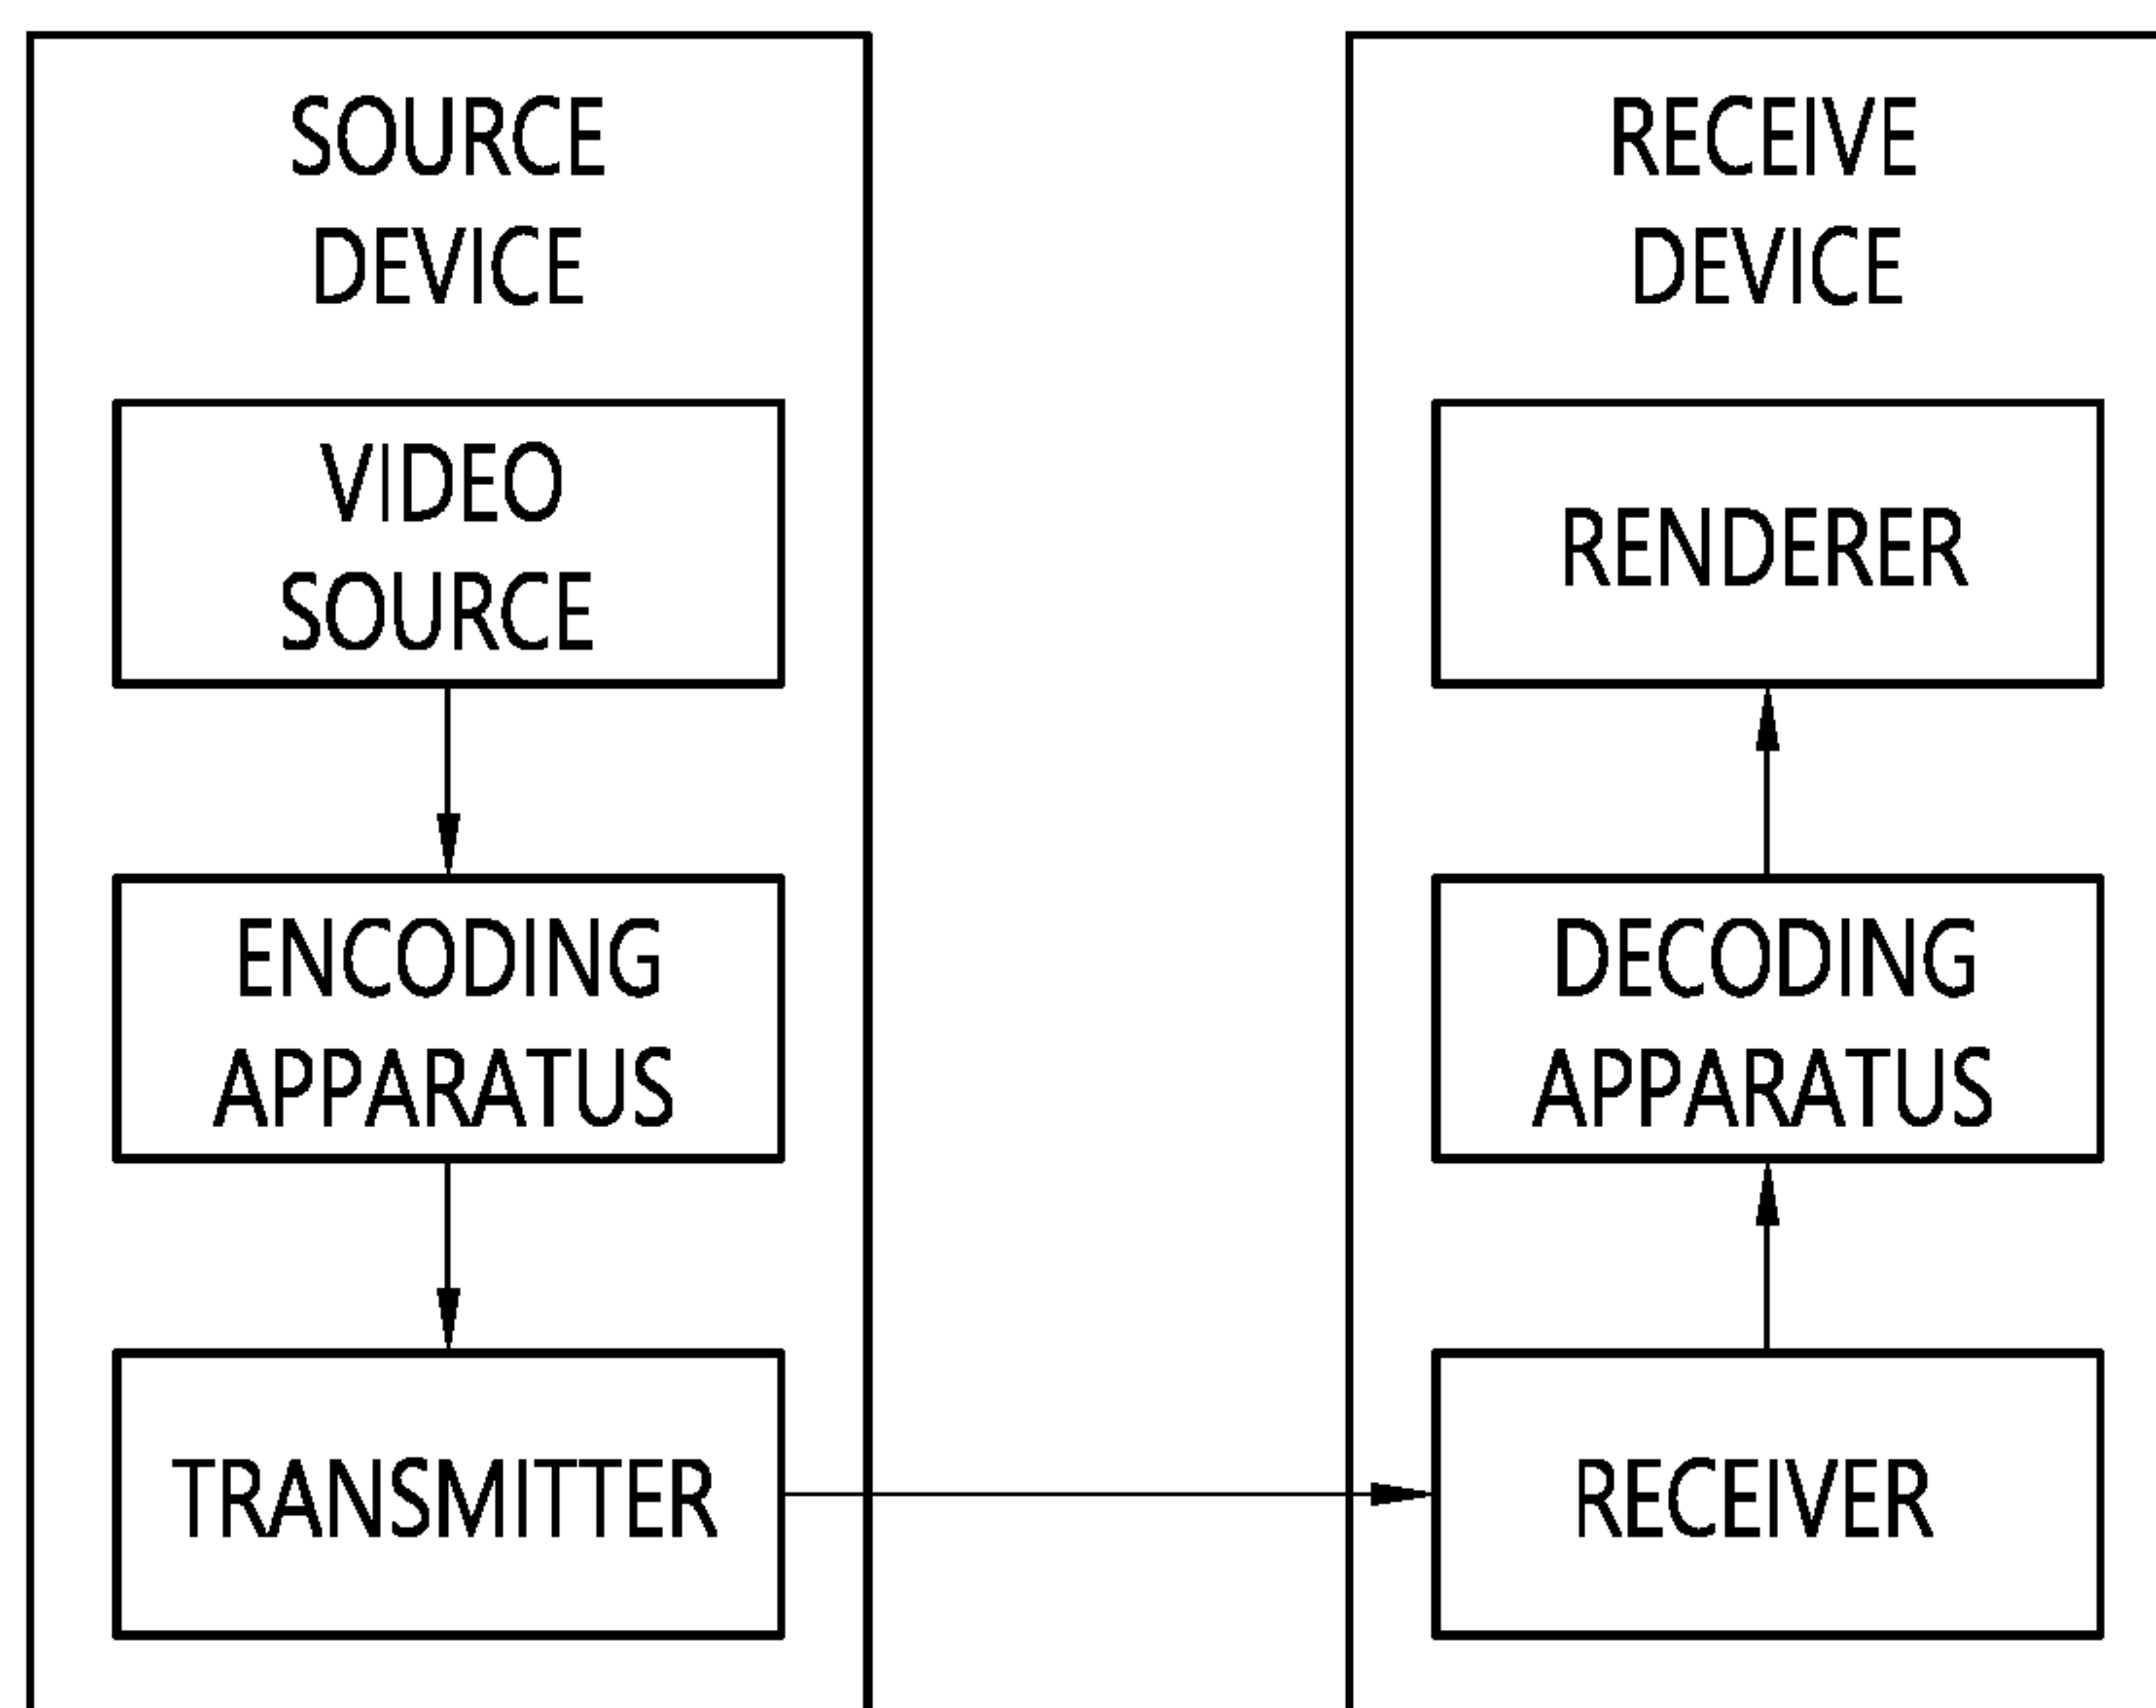 SOURCE
DEVICE
VIDEO
SOURCE
ENCODING
APPARATUS
TRANSMITTER
RECEIVE
DEVICE
RENDERER
DECODING
APPARATUS
RECEIVER